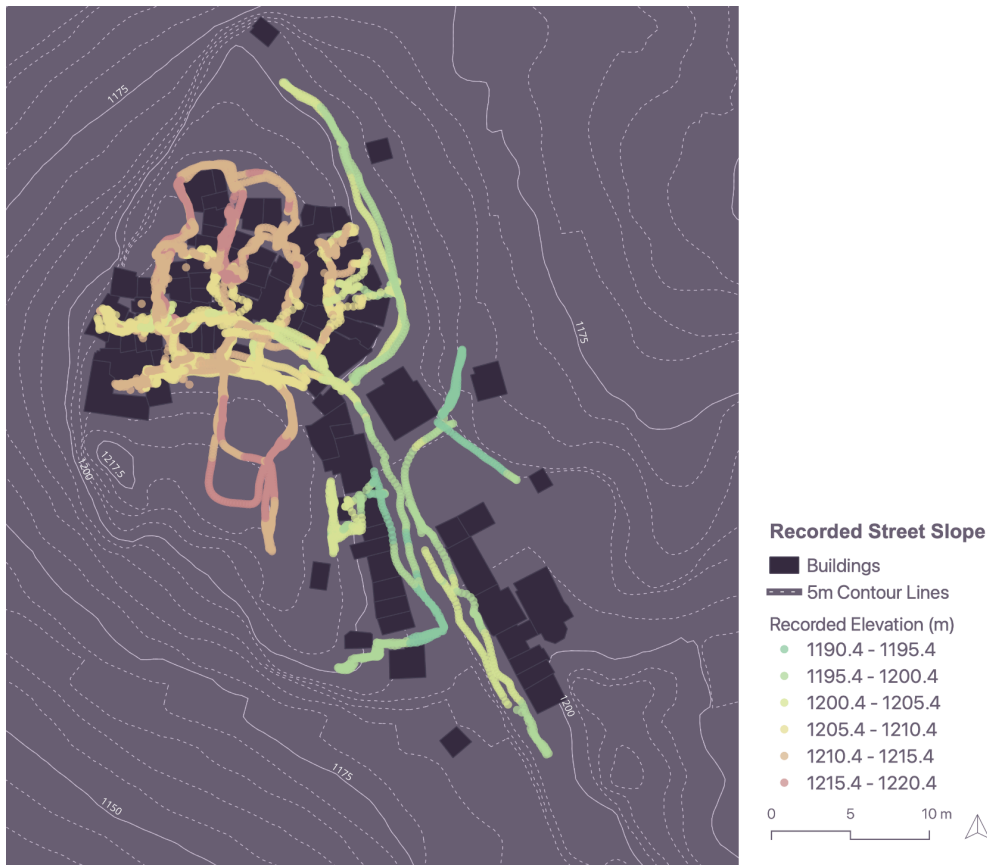 1175
1175
1200
1217.5
1200
1175
1150
Recorded Street Slope
Buildings
5m Contour Lines
Recorded Elevation (m)
1190.4 - 1195.4
1195.4 - 1200.4
1200.4 - 1205.4
1205.4 - 1210.4
1210.4 - 1215.4
1215.4 - 1220.4
0 5 10 m